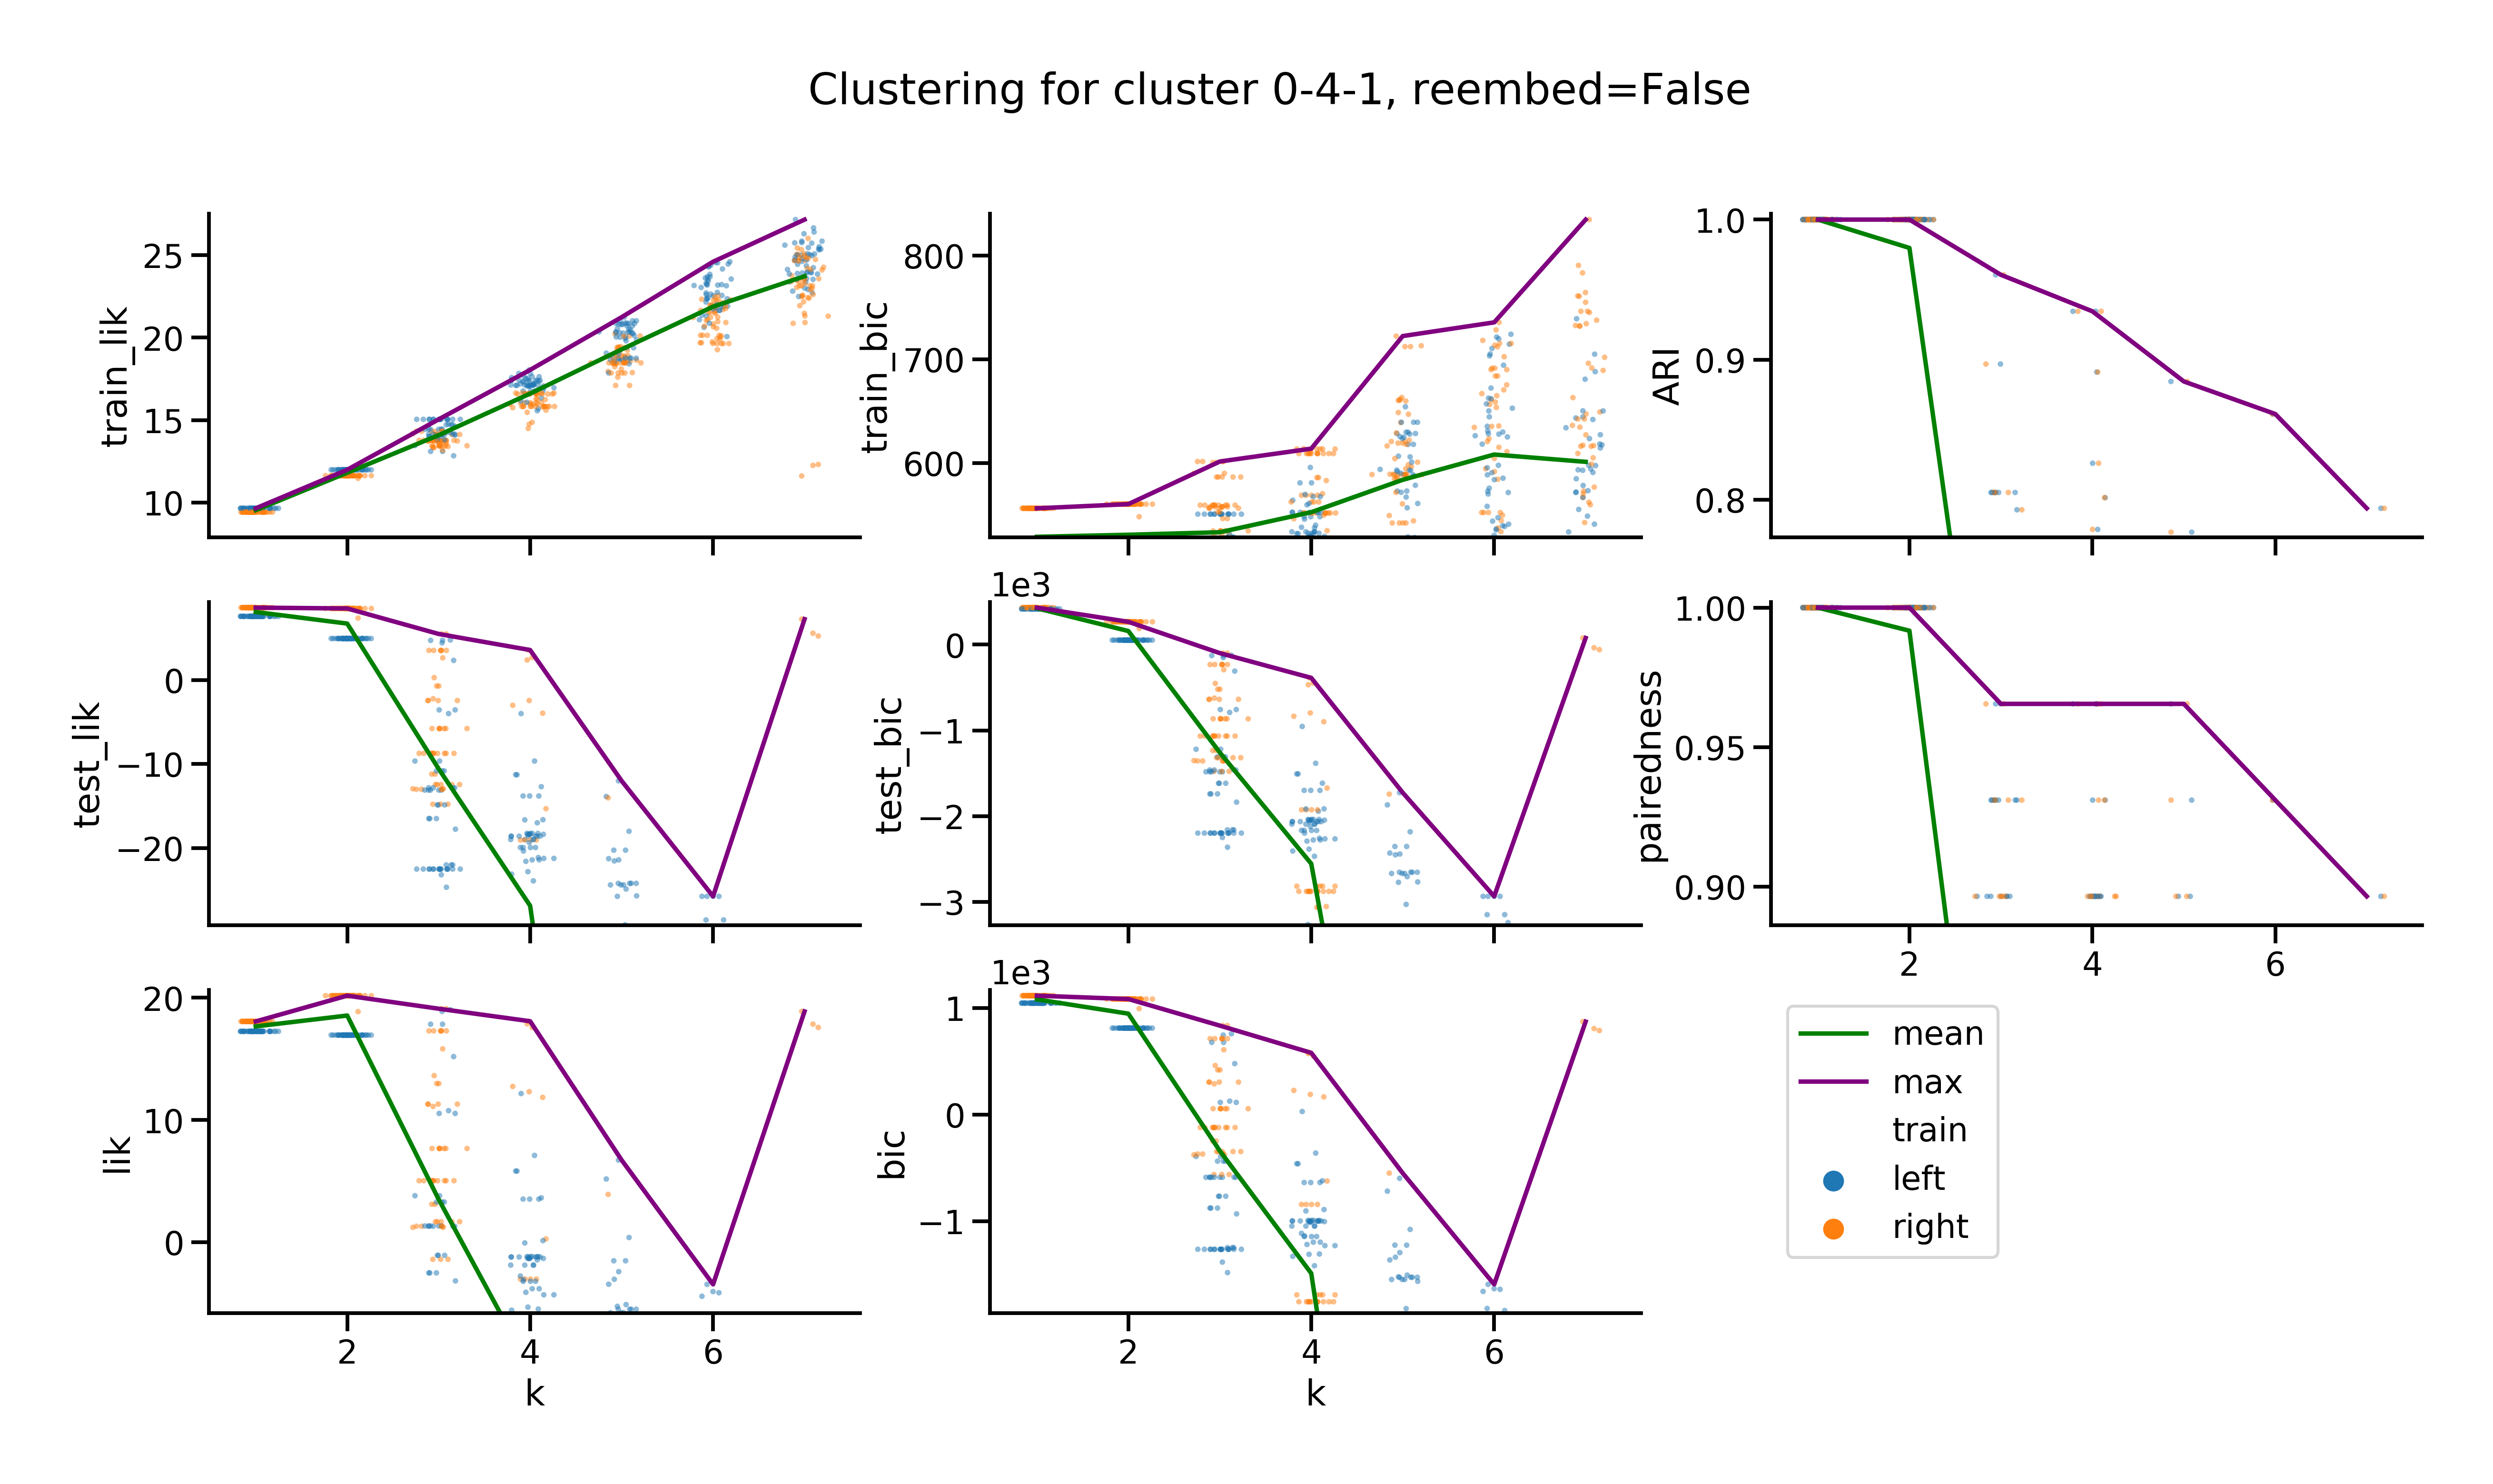 Clustering for cluster 0-4-1, reembed=False
train_lik
25
20
15
10
train_bic
800
700
600
ARI
1.0
0.9
0.8
test_lik
0
−10
−20
test_bic
1e3
0
−1
−2
−3
pairedness
1.00
0.95
0.90
2
4
6
lik
20
10
0
2
4
6
k
bic
1e3
1
0
−1
2
4
6
k
mean
max
train
left
right